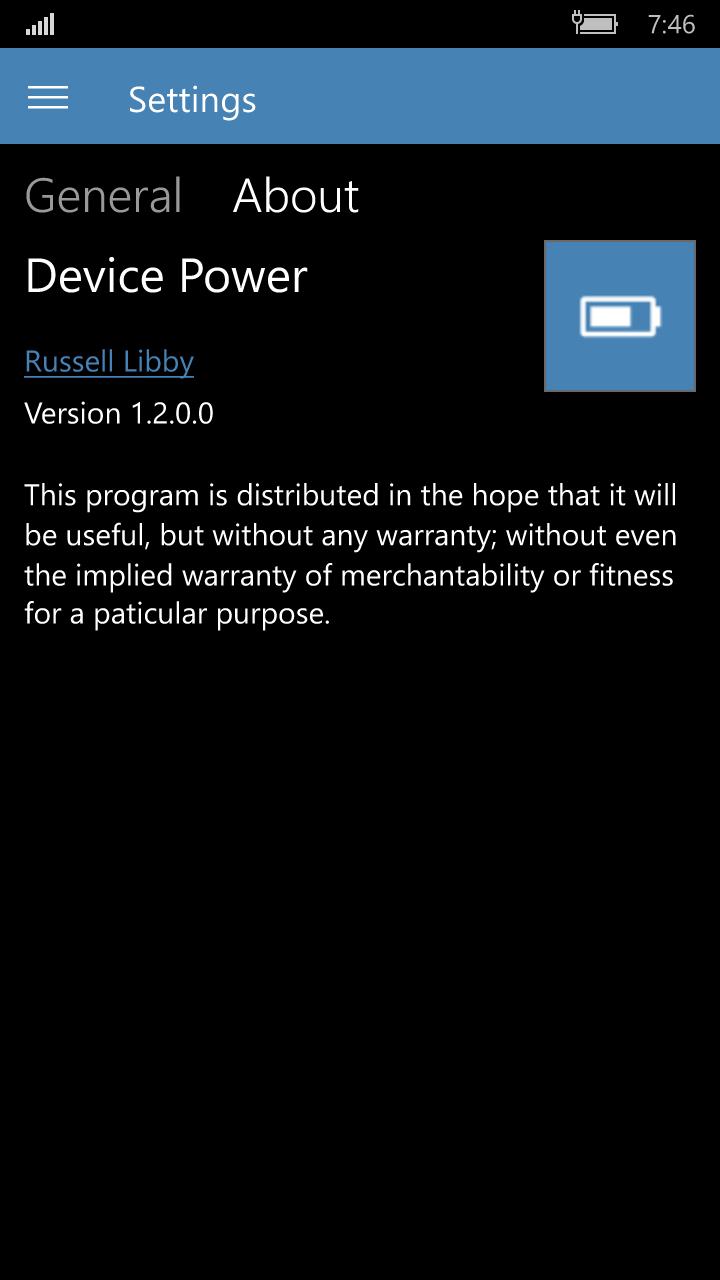 7:46
Settings
General About
Device Power
Russell Libby
Version 1.2.0.0
This program is distributed in the hope that it will
be useful, but without any warranty; without even
the implied warranty of merchantability or fitness
for a paticular purpose.